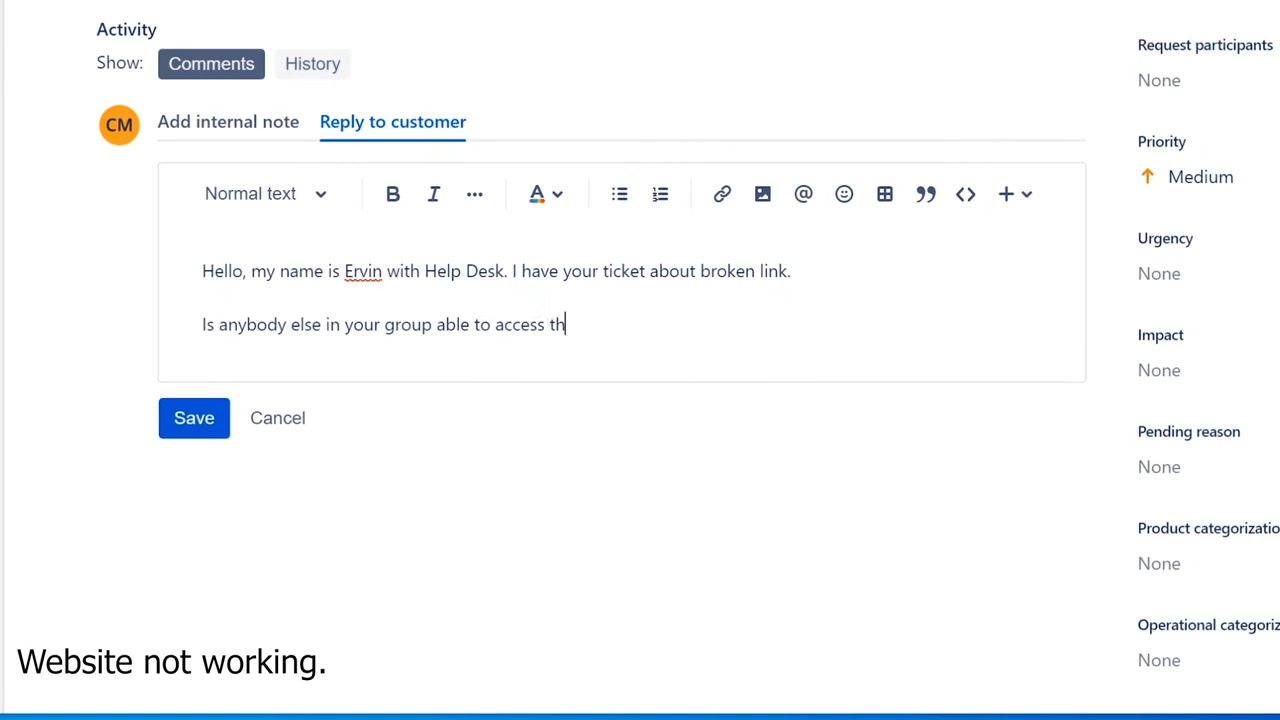 Activity
Show: Comments History
CM Add internal note Reply to customer
Normal text B I A @ +
Hello, my name is Ervin with Help Desk. I have your ticket about broken link.
Is anybody else in your group able to access th
Save Cancel
Request participants
None
Priority
Medium
Urgency
None
Impact
None
Pending reason
None
Product categorizatio
None
Operational categoriz
None
Website not working.